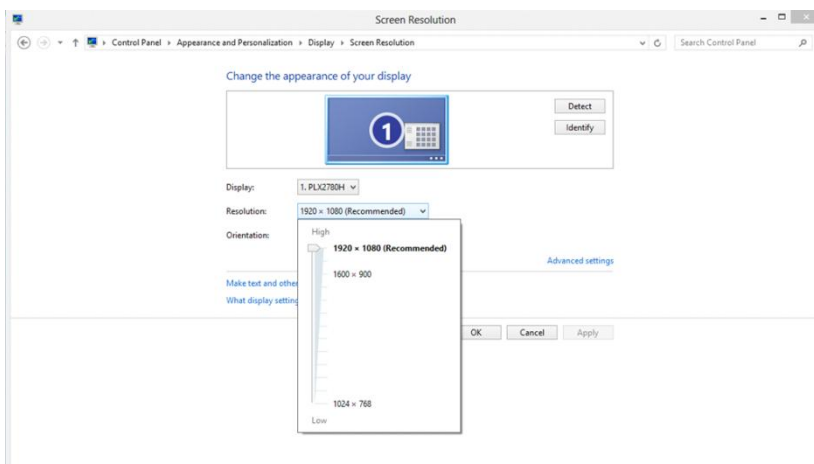 Screen Resolution
Control Panel Appearance and Personalization Display Screen Resolution
Search Control Panel
Change the appearance of your display
1
Detect
Identify
Display: 1. PLX2780H
Resolution: 1920 × 1080 (Recommended)
Orientation:
High
1920 × 1080 (Recommended)
1600 × 900
1024 × 768
Low
Advanced settings
Make text and other
What display setting
OK Cancel Apply